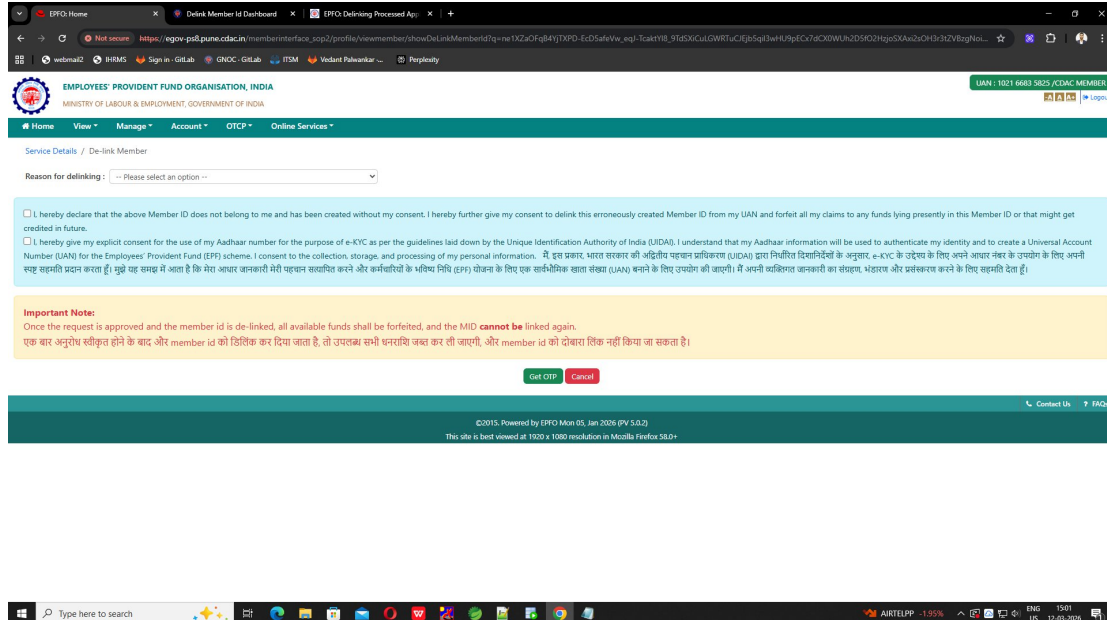 EPFO: Home
Delink Member Id Dashboard
EPFO: Delinking Processed App
Not secure https://egov-ps8.pune.cdac.in/memberinterface_sop2/profile/viewmember/showDeLinkMemberId?q=
webmail2 IHRMS Sign in · GitLab GNOC · GitLab ITSM Vedant Palwankar -... Perplexity
EMPLOYEES' PROVIDENT FUND ORGANISATION, INDIA
MINISTRY OF LABOUR & EMPLOYMENT, GOVERNMENT OF INDIA
UAN : 1021 6683 5825 /CDAC MEMBER
-A A A+ Logou
Home View Manage Account OTCP Online Services
Service Details / De-link Member
Reason for delinking : -- Please select an option --
I, hereby declare that the above Member ID does not belong to me and has been created without my consent. I hereby further give my consent to delink this erroneously created Member ID from my UAN and forfeit all my claims to any funds lying presently in this Member ID or that might get
credited in future.
I, hereby give my explicit consent for the use of my Aadhaar number for the purpose of e-KYC as per the guidelines laid down by the Unique Identification Authority of India (UIDAI). I understand that my Aadhaar information will be used to authenticate my identity and to create a Universal Account
Number (UAN) for the Employees' Provident Fund (EPF) scheme. I consent to the collection, storage, and processing of my personal information. मैं, इस प्रकार, भारत सरकार की अद्वितीय पहचान प्राधिकरण (UIDAI) द्वारा निर्धारित दिशानिर्देशों के अनुसार, e-KYC के उद्देश्य के लिए अपने आधार नंबर के उपयोग के लिए अपनी
स्पष्ट सहमति प्रदान करता हूँ। मुझे यह समझ में आता है कि मेरा आधार जानकारी मेरी पहचान सत्यापित करने और कर्मचारियों के भविष्य निधि (EPF) योजना के लिए एक सार्वभौमिक खाता संख्या (UAN) बनाने के लिए उपयोग की जाएगी। मैं अपनी व्यक्तिगत जानकारी का संग्रहण, भंडारण और प्रसंस्करण करने के लिए सहमति देता हूँ।
Important Note:
Once the request is approved and the member id is de-linked, all available funds shall be forfeited, and the MID cannot be linked again.
एक बार अनुरोध स्वीकृत होने के बाद और member id को डिलिंक कर दिया जाता है, तो उपलब्ध सभी धनराशि जब्त कर ली जाएगी, और member id को दोबारा लिंक नहीं किया जा सकता है।
Get OTP Cancel
Contact Us ? FAQs
©2015. Powered by EPFO Mon 05, Jan 2026 (PV 5.0.2)
This site is best viewed at 1920 x 1080 resolution in Mozilla Firefox 58.0+
Type here to search
AIRTELPP -1.95%
ENG 1501
US 12-03-2026